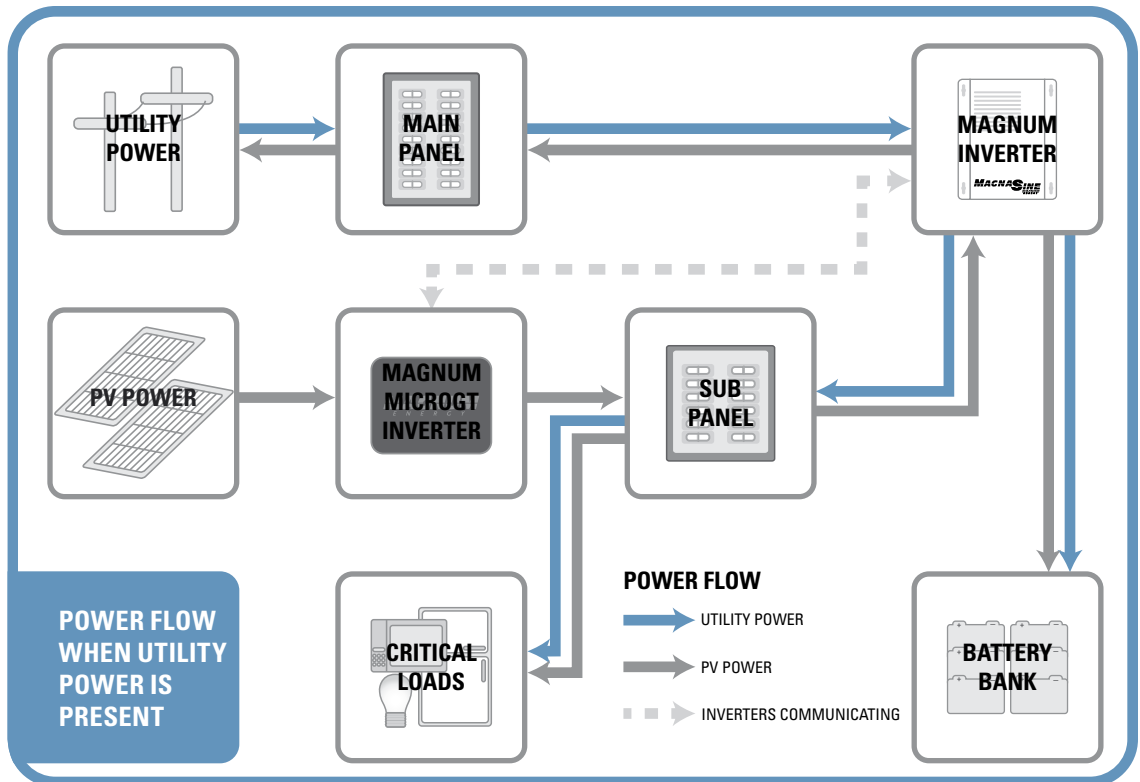 UTILITY
POWER
MAIN
PANEL
MAGNUM
INVERTER
MAGNASINE
PV POWER
MAGNUM
MICROGT
INVERTER
ENERGY
SUB
PANEL
POWER FLOW
WHEN UTILITY
POWER IS
PRESENT
CRITICAL
LOADS
POWER FLOW
UTILITY POWER
PV POWER
INVERTERS COMMUNICATING
BATTERY
BANK